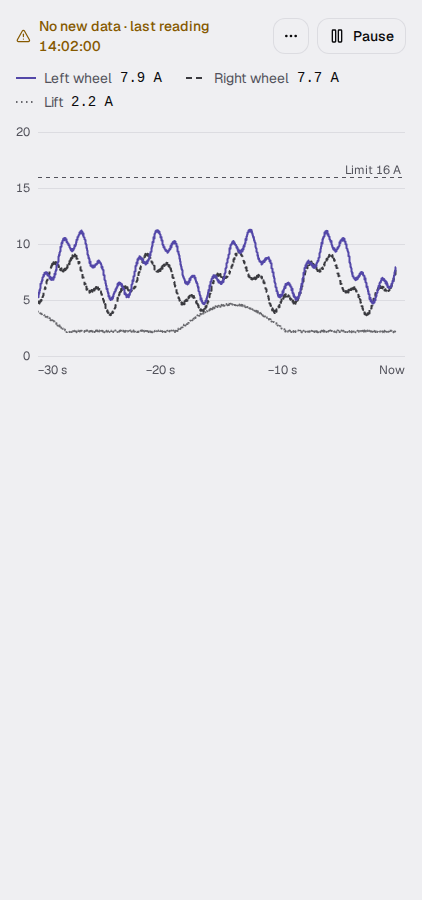 No new data · last reading
14:02:00
Pause
Left wheel 7.9 A Right wheel 7.7 A
Lift 2.2 A
20
Limit 16 A
15
10
5
0
−30 s −20 s −10 s Now